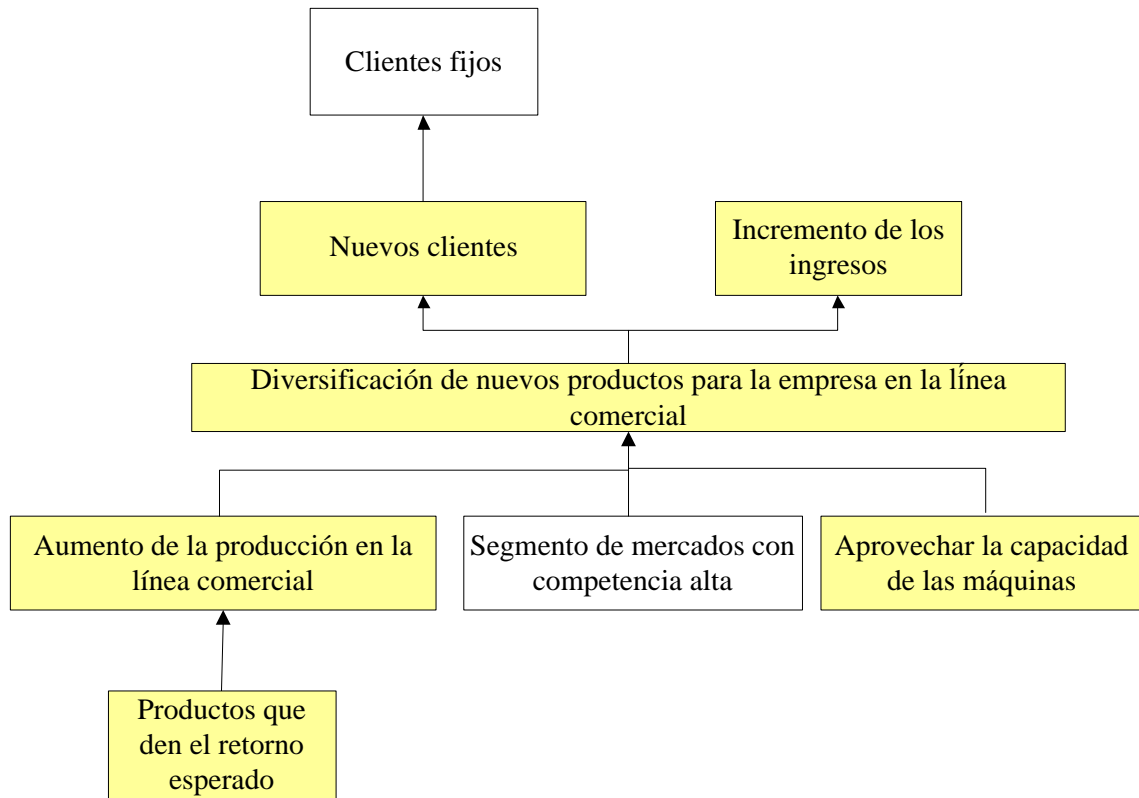 Clientes fijos
Nuevos clientes
Incremento de los
ingresos
Diversificación de nuevos productos para la empresa en la línea
comercial
Aumento de la producción en la
línea comercial
Segmento de mercados con
competencia alta
Aprovechar la capacidad
de las máquinas
Productos que
den el retorno
esperado